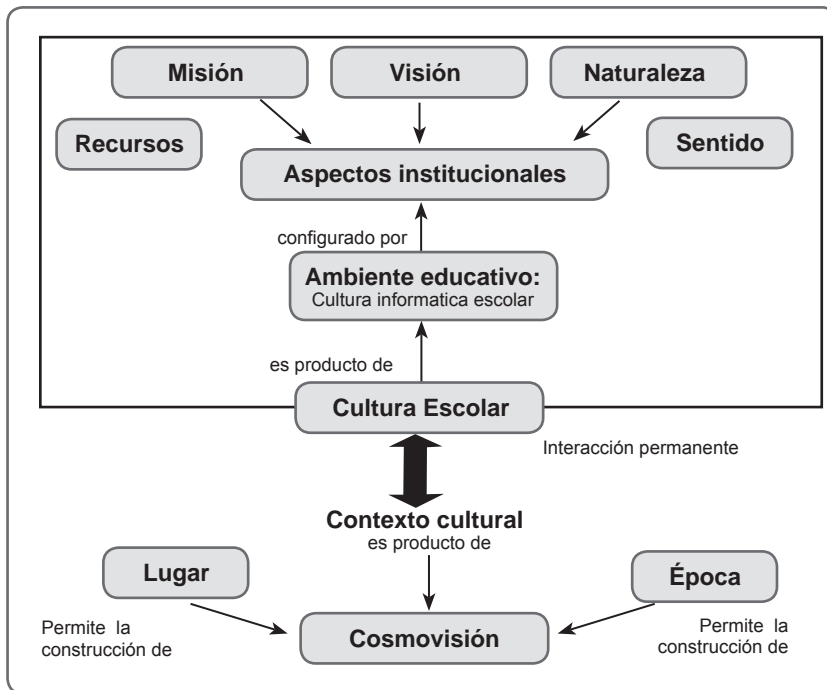 Misión
Visión
Naturaleza
Recursos
Sentido
Aspectos institucionales
configurado por
Ambiente educativo:
Cultura informatica escolar
es producto de
Cultura Escolar
Interacción permanente
Contexto cultural
es producto de
Lugar
Época
Permite la
construcción de
Cosmovisión
Permite la
construcción de